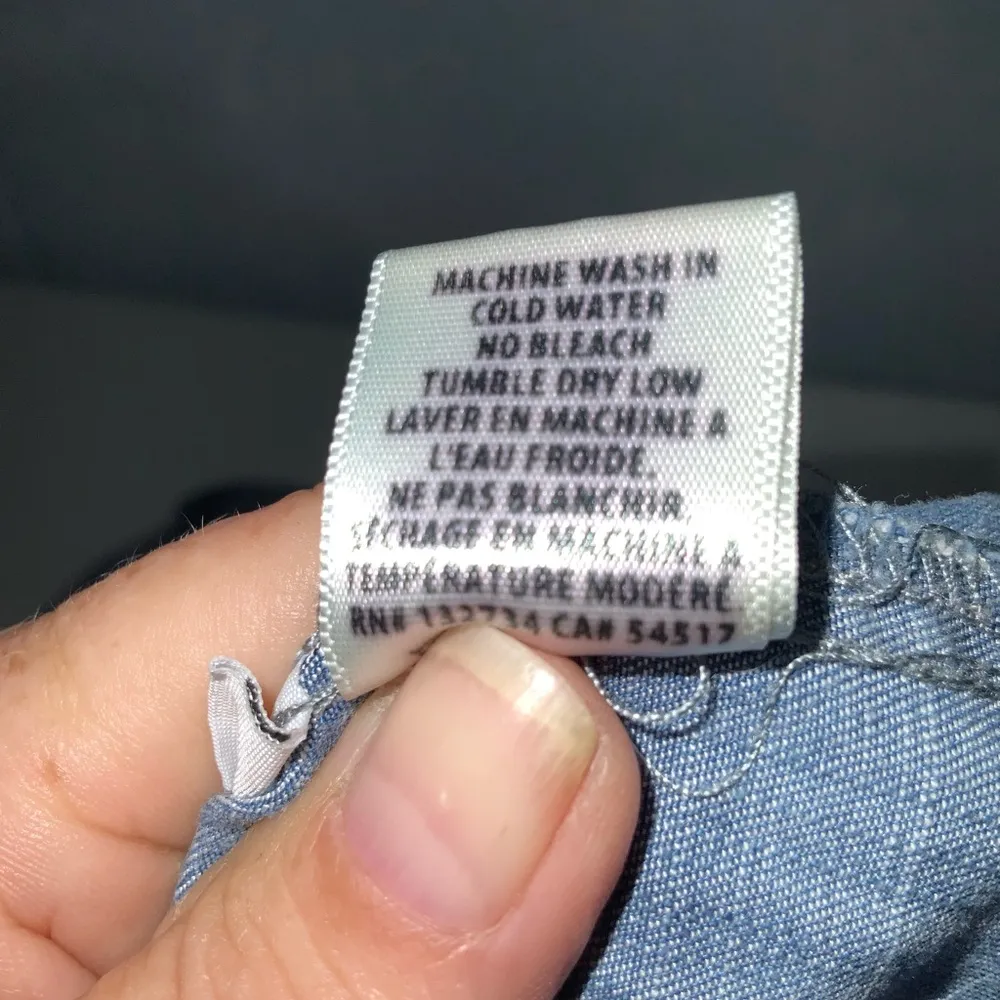 MACHINE WASH IN
COLD WATER
NO BLEACH
TUMBLE DRY LOW
LAVER EN MACHINE A
L'EAU FROIDE.
NE PAS BLANCHIR.
SÉCHAGE EN MACHINE A
TEMPÉRATURE MODÉRÉ
RN# 132734 CA# 54517